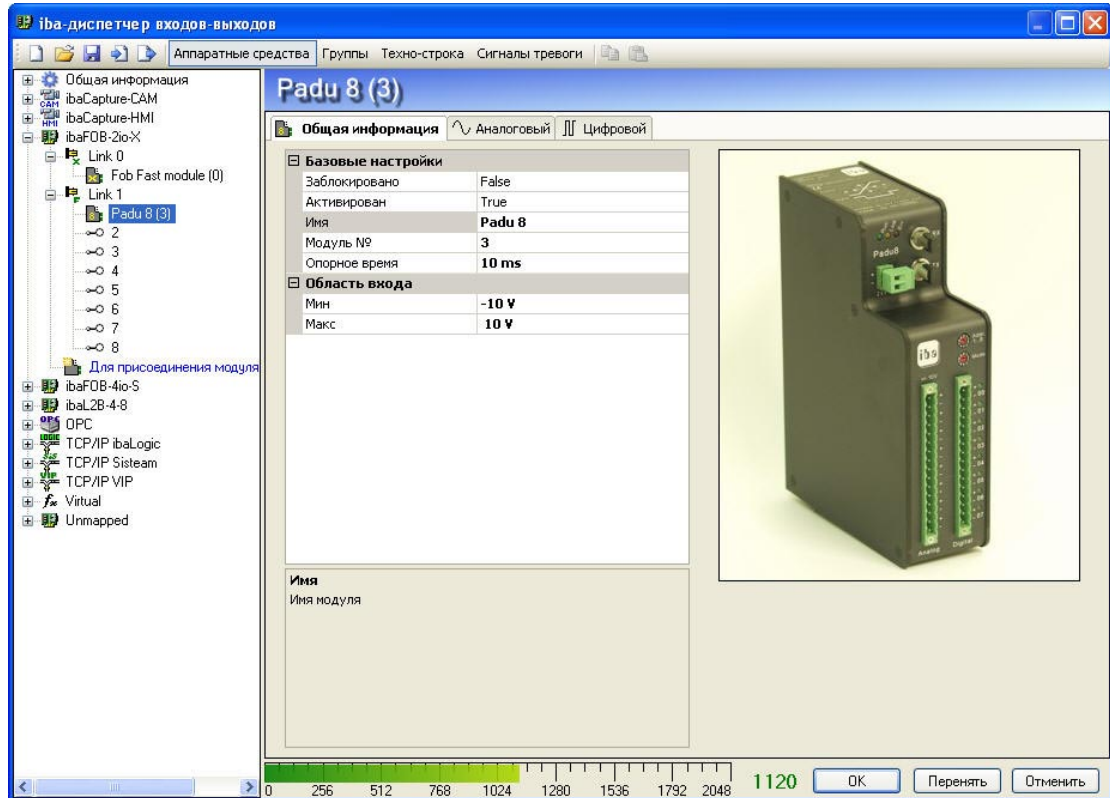 iba-диспетчер входов-выходов
Аппаратные средства Группы Техно-строка Сигналы тревоги
Общая информация
ibaCapture-CAM
ibaCapture-HMI
ibaFOB-2io-X
Link 0
Fob Fast module (0)
Link 1
Padu 8 (3)
2
3
4
5
6
7
8
Для присоединения модуля
ibaFOB-4io-S
ibaL2B-4-8
OPC
TCP/IP ibaLogic
TCP/IP Sisteam
TCP/IP VIP
Virtual
Unmapped
Padu 8 (3)
Общая информация Аналоговый Цифровой
Базовые настройки
Заблокировано False
Активирован True
Имя Padu 8
Модуль № 3
Опорное время 10 ms
Область входа
Мин -10 V
Макс 10 V
Имя
Имя модуля
Padu8
iba
Analog Digital
0 256 512 768 1024 1280 1536 1792 2048
1120
OK Перенять Отменить